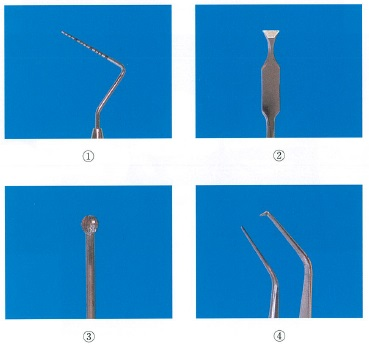 ①
②
③
④